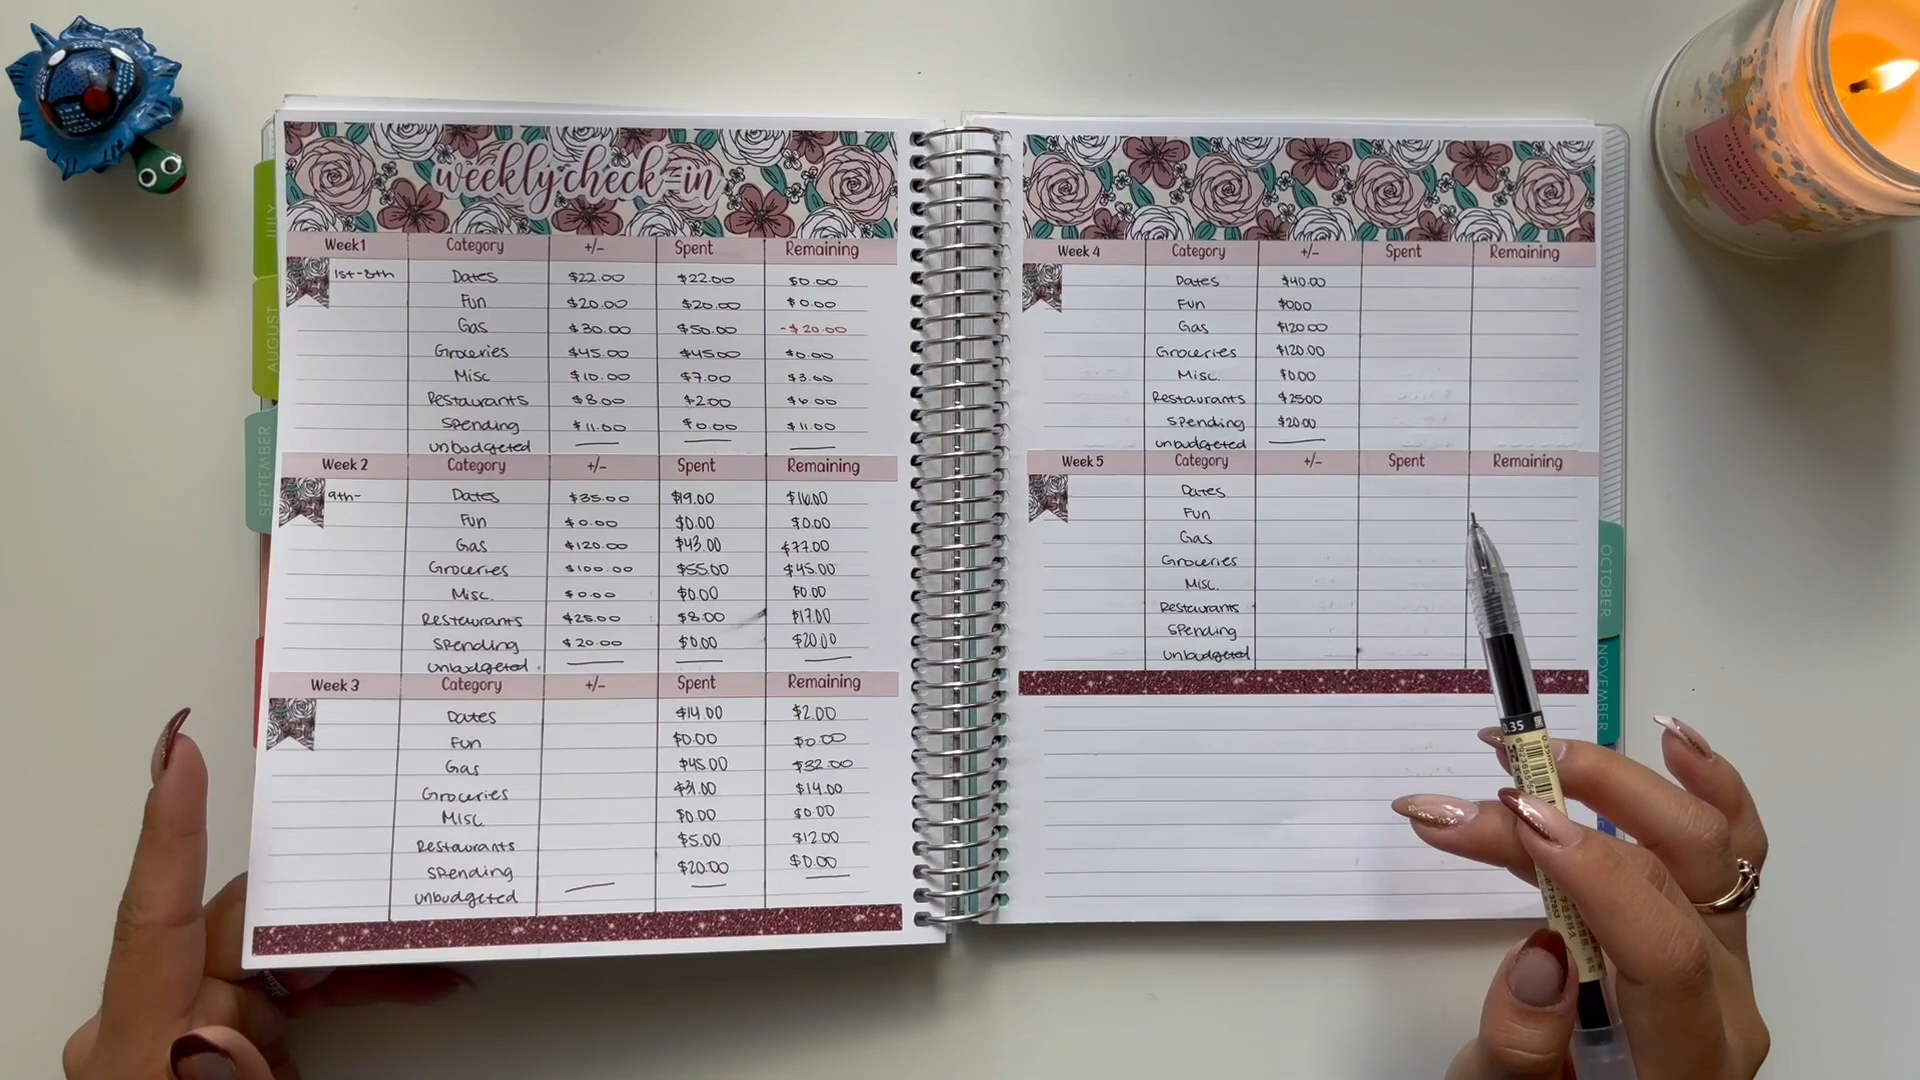 weekly check-in
Week 1 Category +/- Spent Remaining
1st-8th Dates $22.00 $22.00 $0.00
Fun $20.00 $20.00 $0.00
Gas $30.00 $50.00 -$20.00
Groceries $45.00 $45.00 $0.00
Misc $10.00 $7.00 $3.00
Restaurants $8.00 $2.00 $6.00
Spending $11.00 $0.00 $11.00
unbudgeted
Week 2 Category +/- Spent Remaining
9th- Dates $35.00 $19.00 $16.00
Fun $0.00 $0.00 $0.00
Gas $120.00 $43.00 $77.00
Groceries $100.00 $55.00 $45.00
Misc. $0.00 $0.00 $0.00
Restaurants $25.00 $8.00 $17.00
Spending $20.00 $0.00 $20.00
unbudgeted
Week 3 Category +/- Spent Remaining
Dates $14.00 $2.00
Fun $0.00 $0.00
Gas $45.00 $32.00
Groceries $31.00 $14.00
Misc. $0.00 $0.00
Restaurants $5.00 $12.00
Spending $20.00 $0.00
unbudgeted
Week 4 Category +/- Spent Remaining
Dates $40.00
Fun $0.00
Gas $120.00
Groceries $120.00
Misc. $0.00
Restaurants $25.00
Spending $20.00
unbudgeted
Week 5 Category +/- Spent Remaining
Dates
Fun
Gas
Groceries
Misc.
Restaurants
Spending
unbudgeted
JULY
AUGUST
SEPTEMBER
OCTOBER
NOVEMBER
CHAMPAGNE
TOAST
0.35
0.35mm